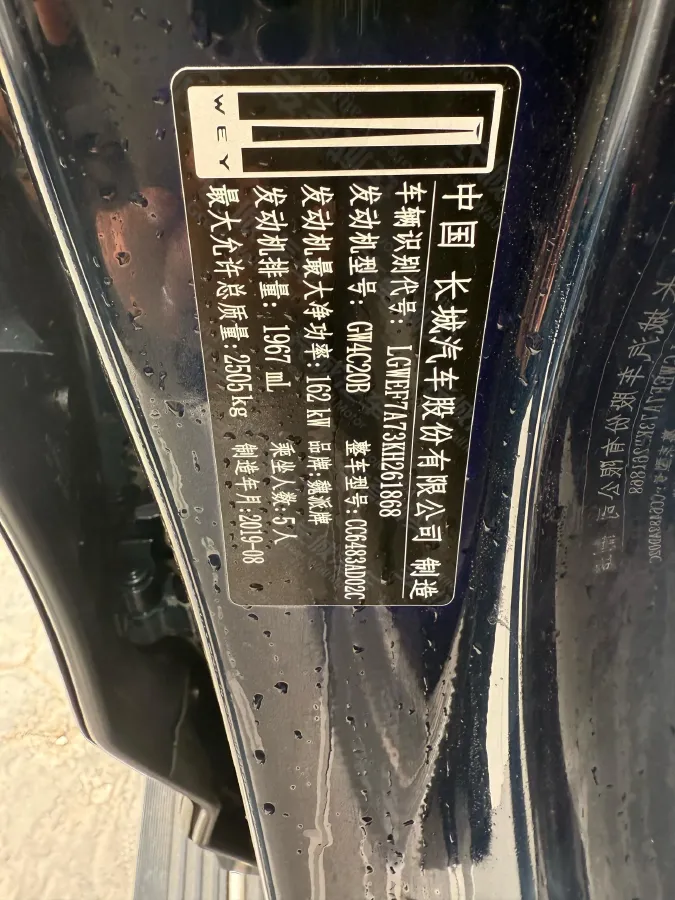 WEY
中国 长城汽车股份有限公司 制造
车辆识别代号: LGWEF7A73KH261868
发动机型号: GW4C20B 整车型号: CC6483AD02C
发动机最大净功率: 162 kW 品牌: 魏派牌
发动机排量: 1967 mL 乘坐人数: 5人
最大允许总质量: 2505kg 制造年月: 2019-08